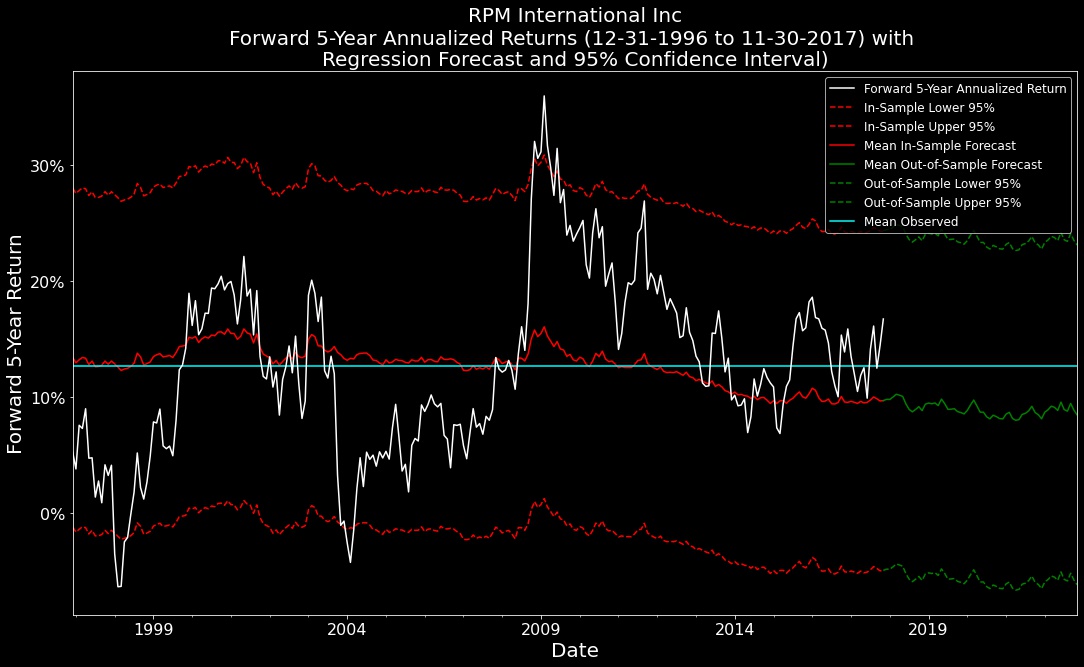 RPM International Inc
Forward 5-Year Annualized Returns (12-31-1996 to 11-30-2017) with
Regression Forecast and 95% Confidence Interval)
Forward 5-Year Annualized Return
In-Sample Lower 95%
In-Sample Upper 95%
Mean In-Sample Forecast
Mean Out-of-Sample Forecast
Out-of-Sample Lower 95%
Out-of-Sample Upper 95%
Mean Observed
Forward 5-Year Return
30%
20%
10%
0%
1999
2004
2009
2014
2019
Date